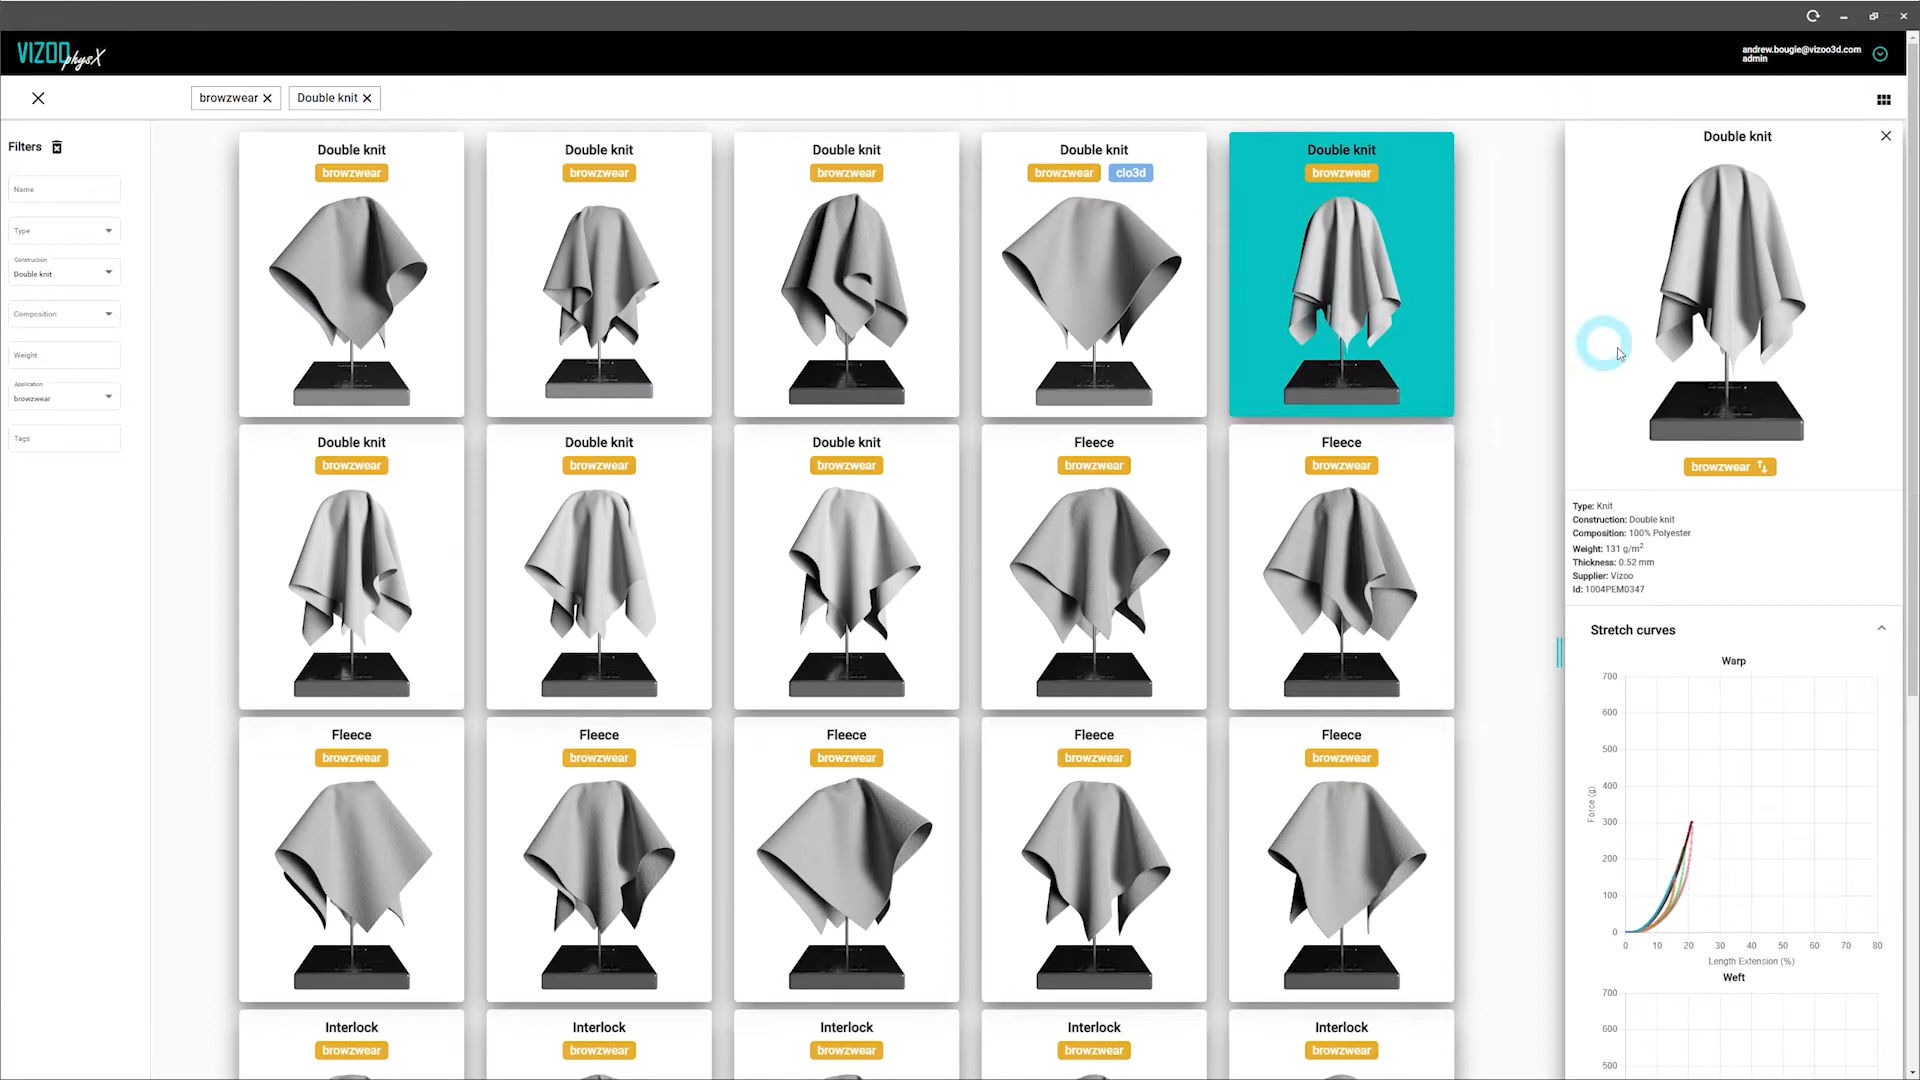 VIZOO physX
andrew.bougie@vizoo3d.com
admin
browzwear
Double knit
Filters
Name
Type
Construction
Double knit
Composition
Weight
Application
browzwear
Tags
Double knit
browzwear
Double knit
browzwear
Double knit
browzwear
Double knit
browzwear clo3d
Double knit
browzwear
Double knit
browzwear
Double knit
browzwear
Double knit
browzwear
Fleece
browzwear
Fleece
browzwear
Fleece
browzwear
Fleece
browzwear
Fleece
browzwear
Fleece
browzwear
Fleece
browzwear
Interlock
browzwear
Interlock
browzwear
Interlock
browzwear
Interlock
browzwear
Interlock
browzwear
Double knit
browzwear
Type: Knit
Construction: Double knit
Composition: 100% Polyester
Weight: 131 g/m²
Thickness: 0.52 mm
Supplier: Vizoo
Id: 1004PEM0347
Stretch curves
Warp
700
600
500
400
300
200
100
0
Force (g)
0 10 20 30 40 50 60 70 80
Length Extension (%)
Weft
700
600
500